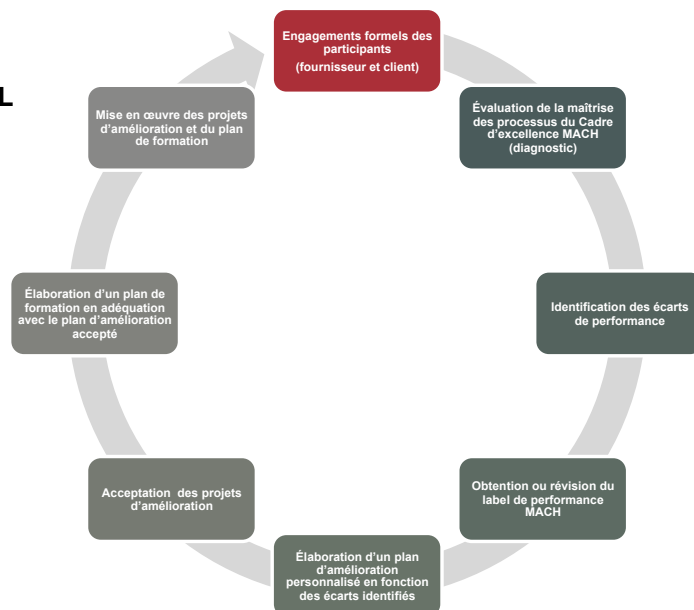 Engagements formels des
participants
(fournisseur et client)
L
Mise en œuvre des projets
d'amélioration et du plan
de formation
Évaluation de la maîtrise
des processus du Cadre
d'excellence MACH
(diagnostic)
Élaboration d'un plan de
formation en adéquation
avec le plan d'amélioration
accepté
Identification des écarts
de performance
Acceptation des projets
d'amélioration
Obtention ou révision du
label de performance
MACH
Élaboration d'un plan
d'amélioration
personnalisé en fonction
des écarts identifiés